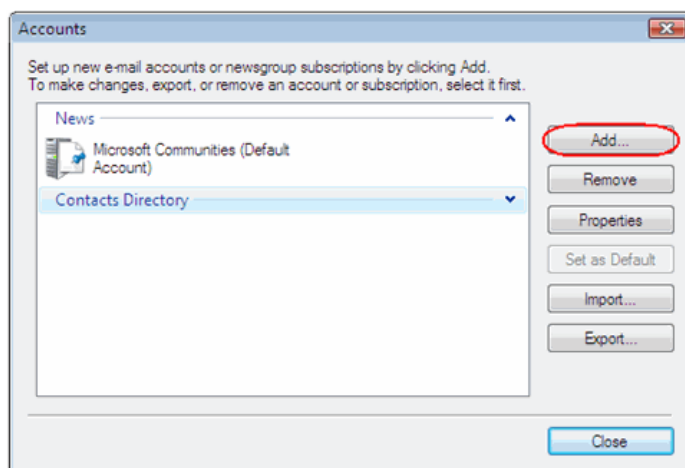 Accounts
Set up new e-mail accounts or newsgroup subscriptions by clicking Add.
To make changes, export, or remove an account or subscription, select it first.
News
Microsoft Communities (Default
Account)
Contacts Directory
Add...
Remove
Properties
Set as Default
Import...
Export...
Close